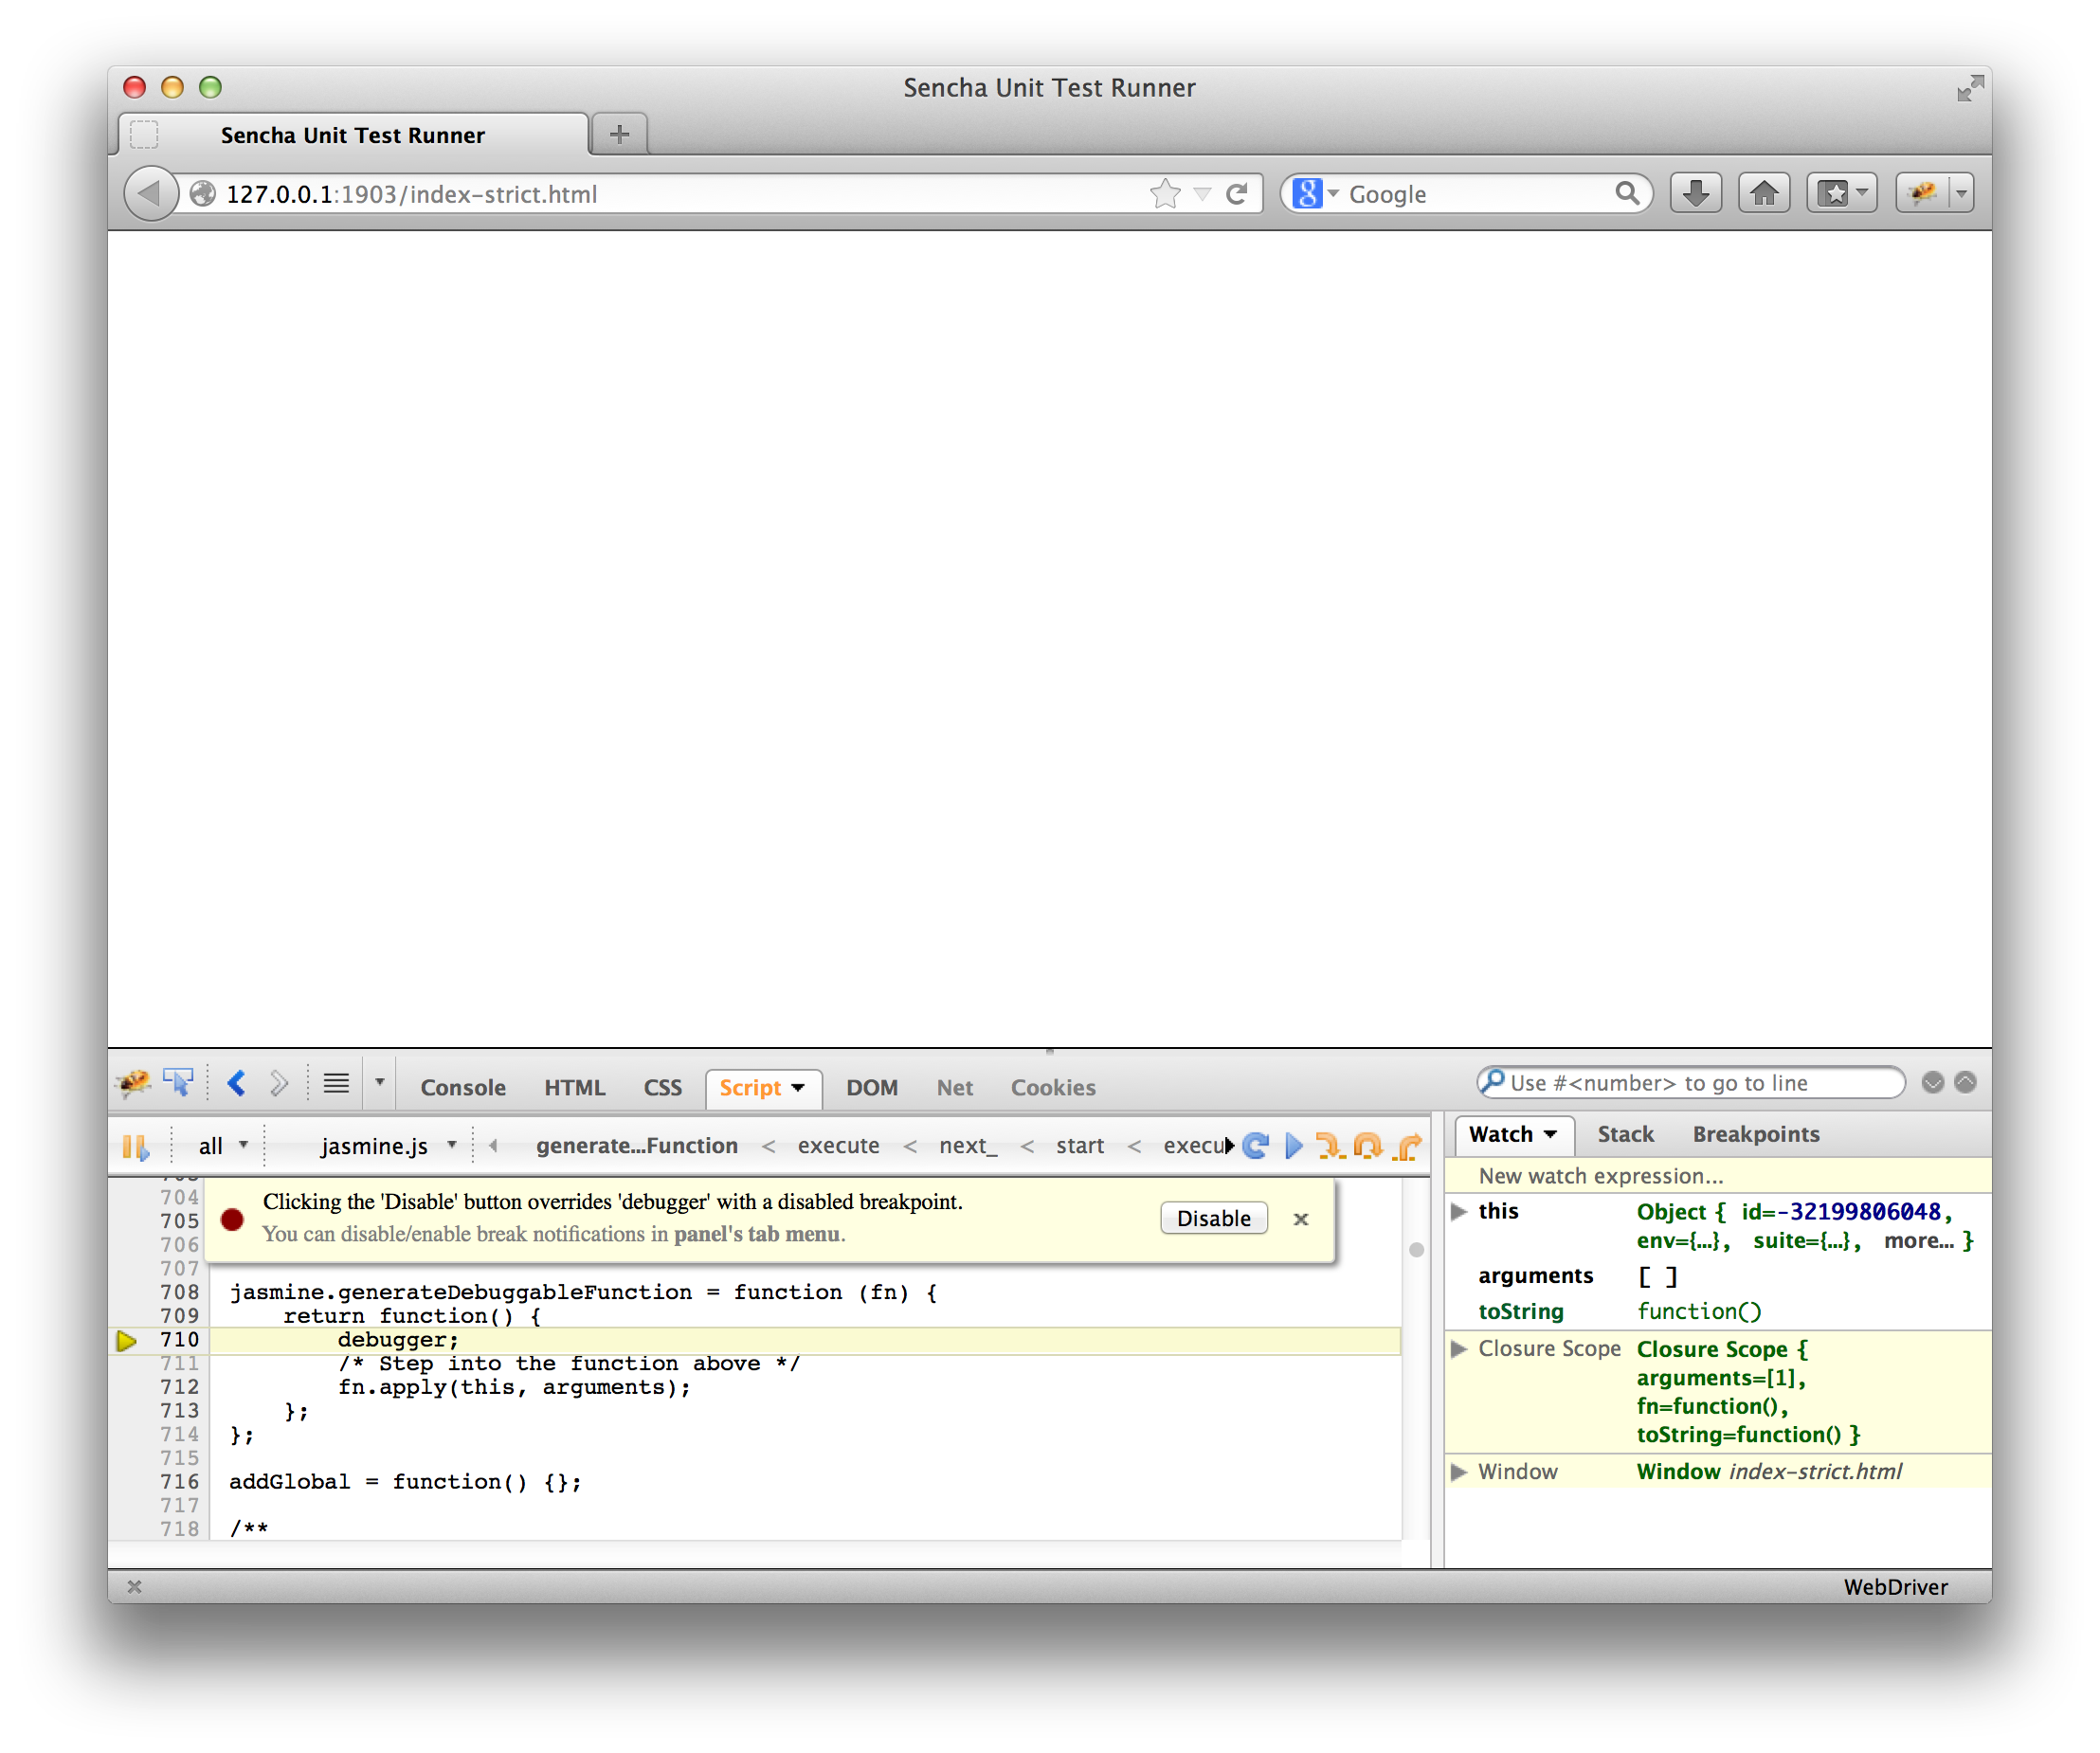 Sencha Unit Test Runner
Sencha Unit Test Runner
127.0.0.1:1903/index-strict.html
Google
Console HTML CSS Script DOM Net Cookies
Use #<number> to go to line
all jasmine.js generate...Function < execute < next_ < start < execu
Watch Stack Breakpoints
704
705
706
707
Clicking the 'Disable' button overrides 'debugger' with a disabled breakpoint.
You can disable/enable break notifications in panel's tab menu.
Disable
708 jasmine.generateDebuggableFunction = function (fn) {
709 return function() {
710 debugger;
711 /* Step into the function above */
712 fn.apply(this, arguments);
713 };
714 };
715
716 addGlobal = function() {};
717
718 /**
New watch expression...
this Object { id=-32199806048,
env={...}, suite={...}, more... }
arguments [ ]
toString function()
Closure Scope Closure Scope {
arguments=[1],
fn=function(),
toString=function() }
Window Window index-strict.html
WebDriver